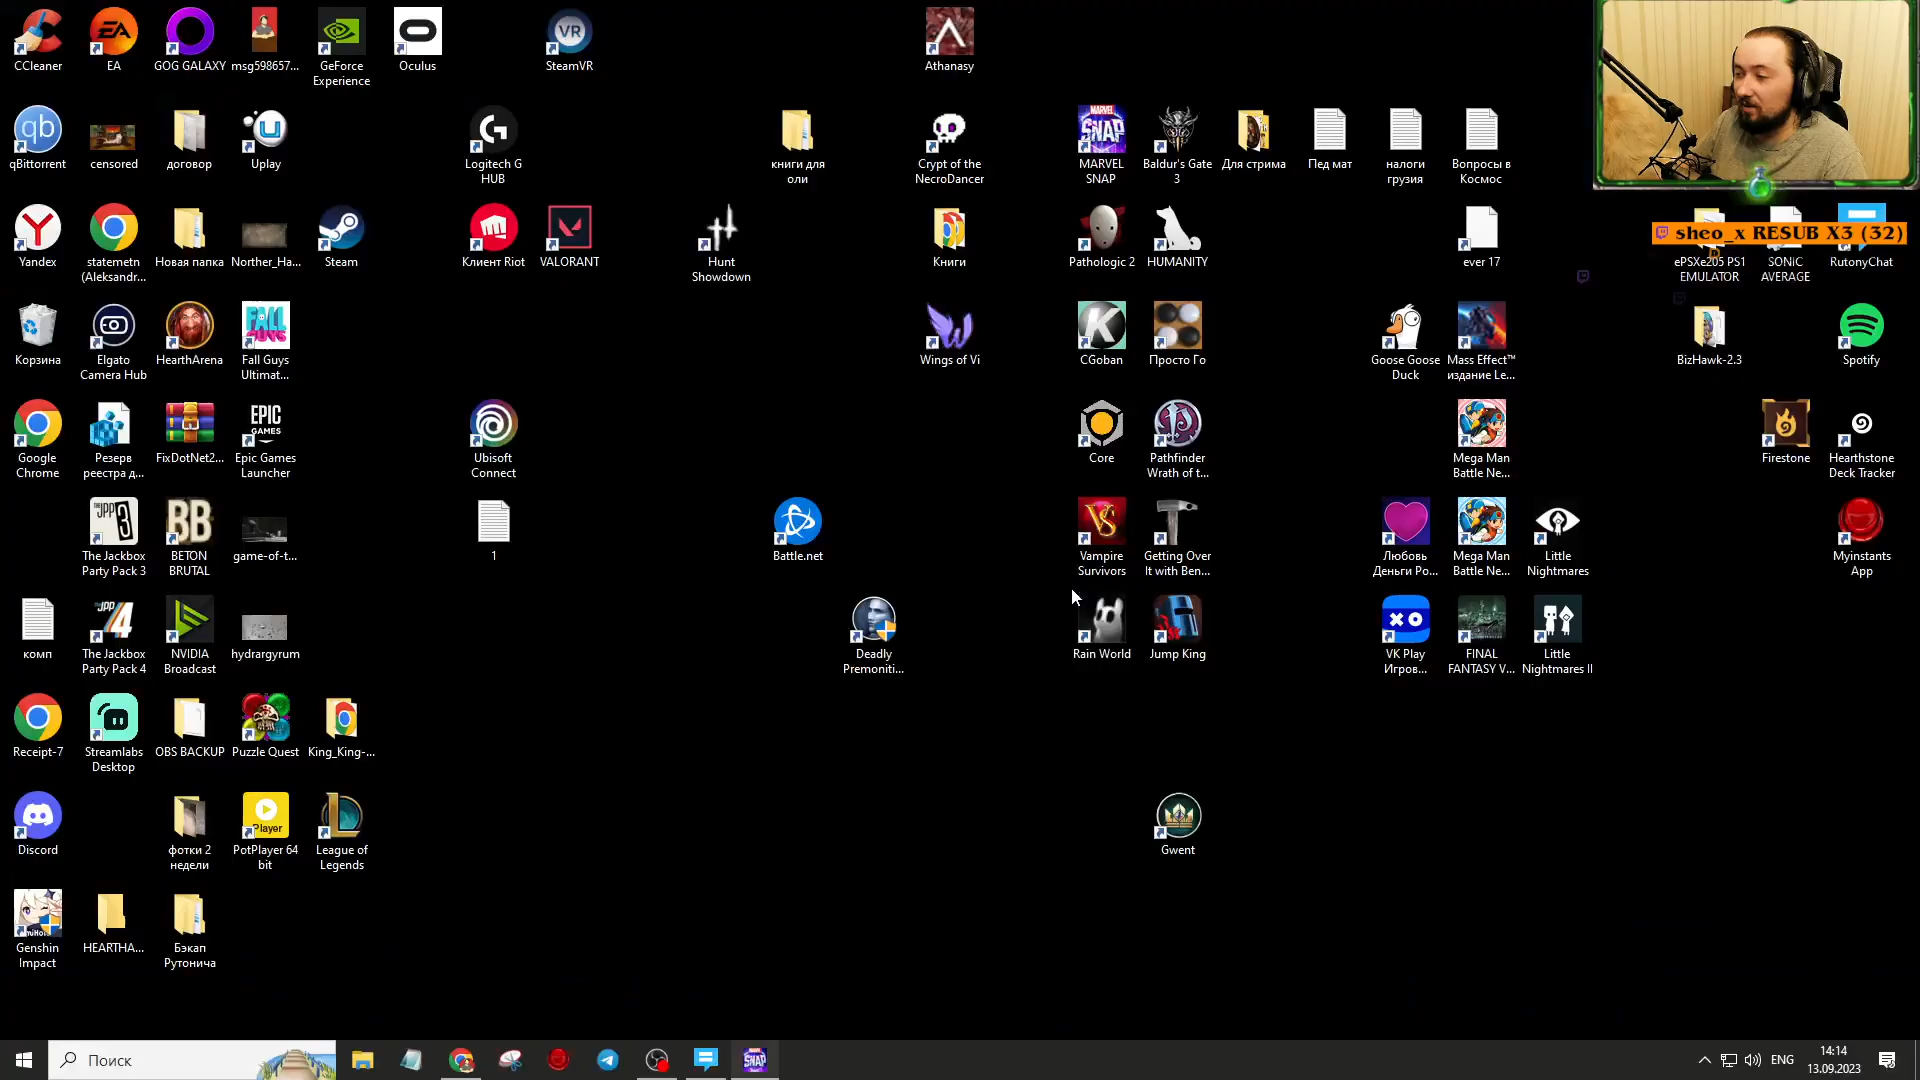 CCleaner
EA
GOG GALAXY
msg598657...
GeForce
Experience
Oculus
SteamVR
Athanasy
qBittorrent
censored
договор
Uplay
Logitech G
HUB
книги для
оли
Crypt of the
NecroDancer
MARVEL
SNAP
Baldur's Gate
3
Для стрима
Пед мат
налоги
грузия
Вопросы в
Космос
sheo_x RESUB X3 (32)
Yandex
statemetn
(Aleksandr...
Новая папка
Norther_Ha...
Steam
Клиент Riot
VALORANT
Hunt
Showdown
Книги
Pathologic 2
HUMANITY
ever 17
ePSXe205 PS1
EMULATOR
SONiC
AVERAGE
RutonyChat
Корзина
Elgato
Camera Hub
HearthArena
Fall Guys
Ultimat...
Wings of Vi
CGoban
Просто Го
Goose Goose
Duck
Mass Effect™
издание Le...
BizHawk-2.3
Spotify
Google
Chrome
Резерв
реестра д...
FixDotNet2...
Epic Games
Launcher
Ubisoft
Connect
Core
Pathfinder
Wrath of t...
Mega Man
Battle Ne...
Firestone
Hearthstone
Deck Tracker
The Jackbox
Party Pack 3
BETON
BRUTAL
game-of-t...
1
Battle.net
Vampire
Survivors
Getting Over
It with Ben...
Любовь
Деньги Ро...
Mega Man
Battle Ne...
Little
Nightmares
Myinstants
App
комп
The Jackbox
Party Pack 4
NVIDIA
Broadcast
hydrargyrum
Deadly
Premoniti...
Rain World
Jump King
VK Play
Игров...
FINAL
FANTASY V...
Little
Nightmares II
Receipt-7
Streamlabs
Desktop
OBS BACKUP
Puzzle Quest
King_King-...
Discord
фотки 2
недели
PotPlayer 64
bit
League of
Legends
Gwent
Genshin
Impact
HEARTHA...
Бэкап
Рутонича
Поиск
ENG
14:14
13.09.2023